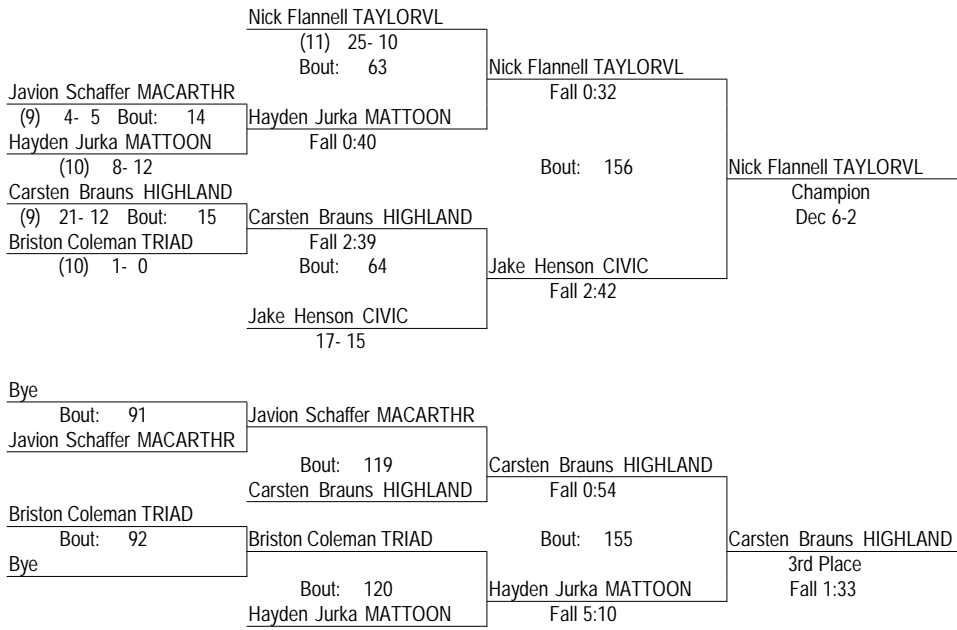 Nick Flannell TAYLORVL
(11) 25- 10
Bout: 63
Nick Flannell TAYLORVL
Javion Schaffer MACARTHR
Fall 0:32
(9) 4- 5 Bout: 14
Hayden Jurka MATTOON
Hayden Jurka MATTOON
Fall 0:40
(10) 8- 12
Bout: 156
Nick Flannell TAYLORVL
Carsten Brauns HIGHLAND
Champion
(9) 21- 12 Bout: 15
Carsten Brauns HIGHLAND
Dec 6-2
Briston Coleman TRIAD
Fall 2:39
(10) 1- 0
Bout: 64
Jake Henson CIVIC
Fall 2:42
Jake Henson CIVIC
17- 15
Bye
Bout: 91
Javion Schaffer MACARTHR
Javion Schaffer MACARTHR
Bout: 119
Carsten Brauns HIGHLAND
Carsten Brauns HIGHLAND
Fall 0:54
Briston Coleman TRIAD
Bout: 92
Briston Coleman TRIAD
Bout: 155
Carsten Brauns HIGHLAND
Bye
3rd Place
Bout: 120
Hayden Jurka MATTOON
Fall 1:33
Hayden Jurka MATTOON
Fall 5:10